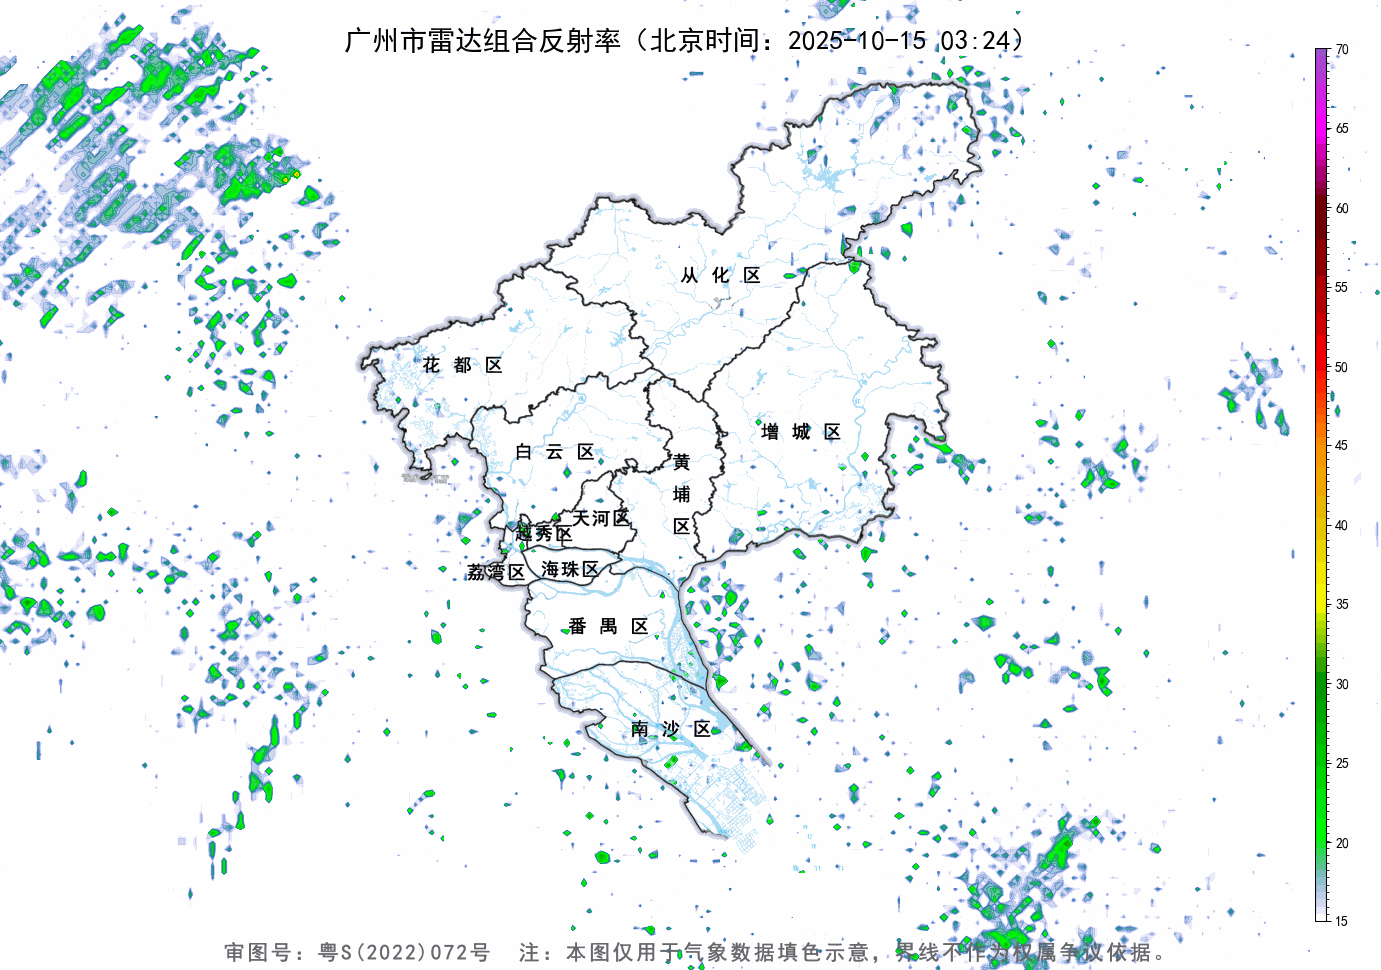 广州市雷达组合反射率（北京时间：2025-10-15 03:24）
70
65
60
55
50
45
40
35
30
25
20
15
从化区
花都区
增城区
白云区
黄埔区
天河区
越秀区
荔湾区
海珠区
番禺区
南沙区
审图号：粤S(2022)072号 注：本图仅用于气象数据填色示意，界线不作为权属争议依据。